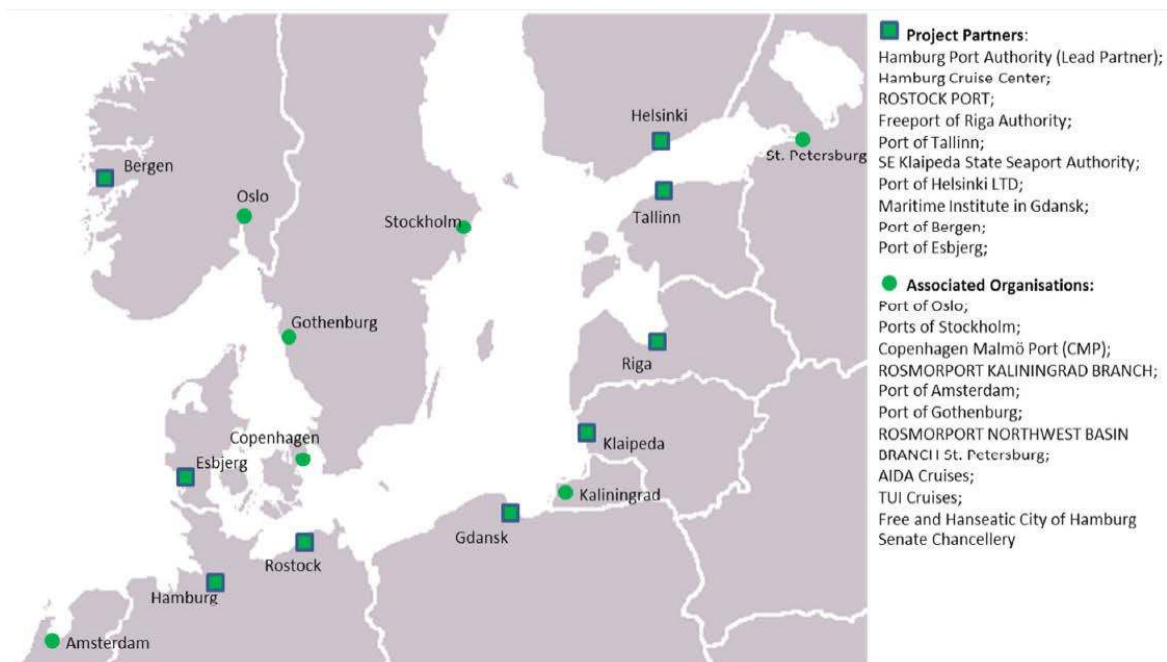 Bergen
Oslo
Stockholm
Helsinki
St. Petersburg
Tallinn
Gothenburg
Riga
Copenhagen
Esbjerg
Klaipeda
Kaliningrad
Gdansk
Rostock
Hamburg
Amsterdam
Project Partners:
Hamburg Port Authority (Lead Partner);
Hamburg Cruise Center;
ROSTOCK PORT;
Freeport of Riga Authority;
Port of Tallinn;
SE Klaipeda State Seaport Authority;
Port of Helsinki LTD;
Maritime Institute in Gdansk;
Port of Bergen;
Port of Esbjerg;
Associated Organisations:
Port of Oslo;
Ports of Stockholm;
Copenhagen Malmö Port (CMP);
ROSMORPORT KALININGRAD BRANCH;
Port of Amsterdam;
Port of Gothenburg;
ROSMORPORT NORTHWEST BASIN
BRANCH St. Petersburg;
AIDA Cruises;
TUI Cruises;
Free and Hanseatic City of Hamburg
Senate Chancellery